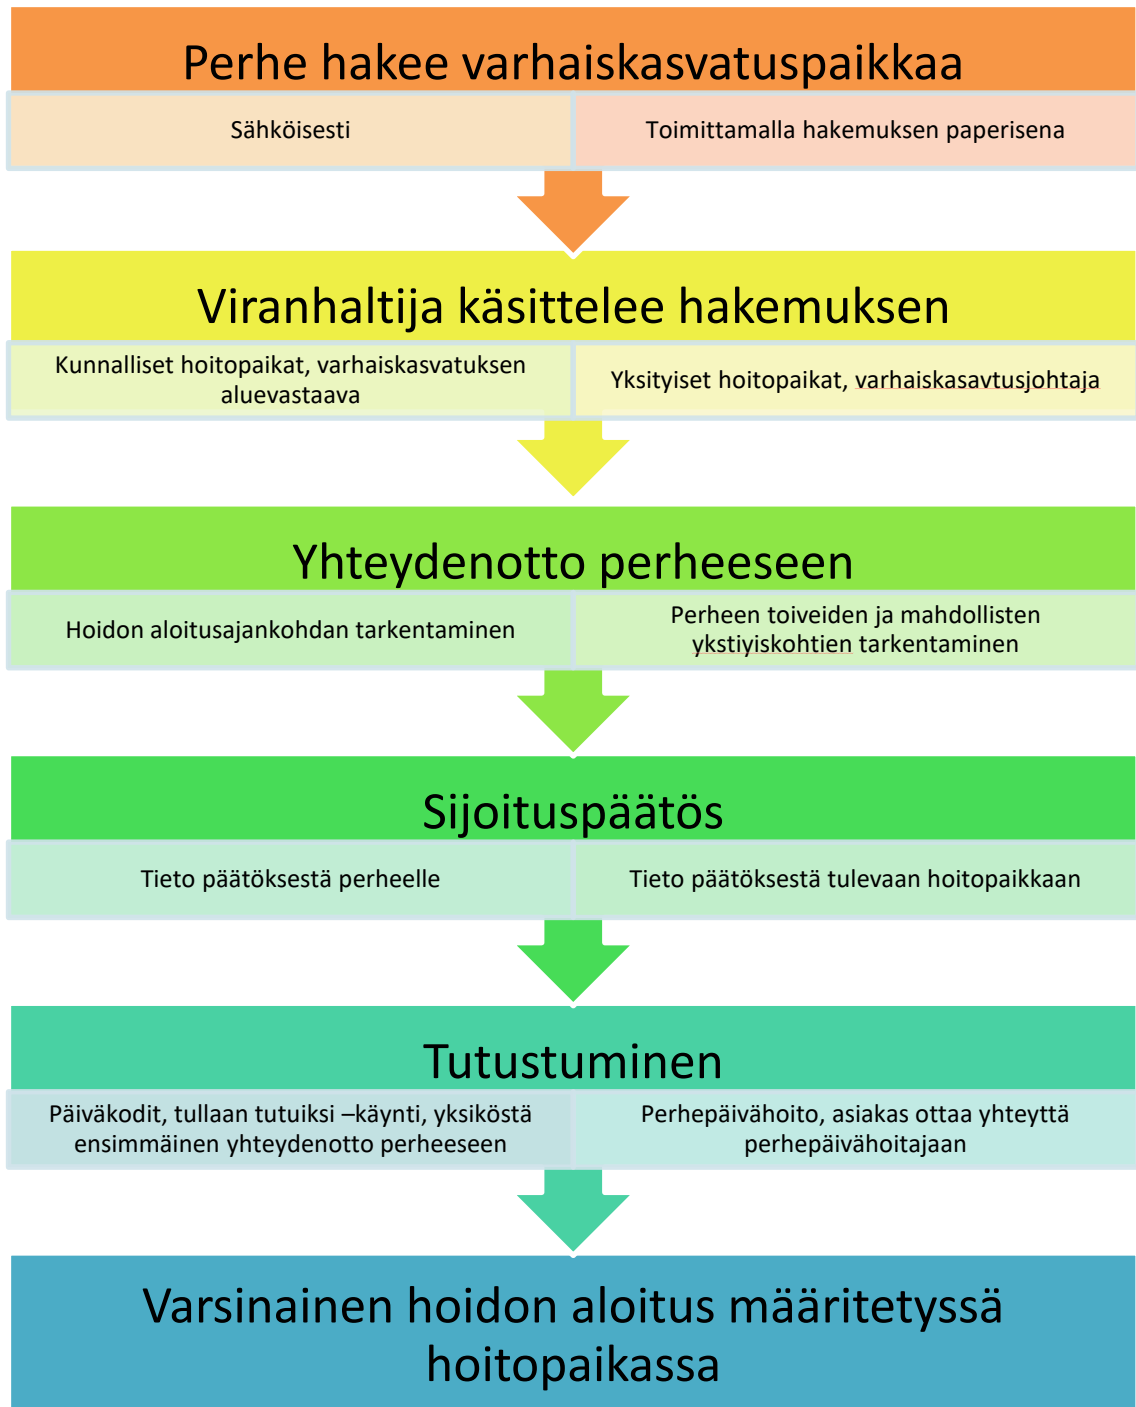 Perhe hakee varhaiskasvatuspaikkaa
Sähköisesti
Toimittamalla hakemuksen paperisena
Viranhaltija käsittelee hakemuksen
Kunnalliset hoitopaikat, varhaiskasvatuksen
aluevastaava
Yksityiset hoitopaikat, varhaiskasavtusjohtaja
Yhteydenotto perheeseen
Hoidon aloitusajankohdan tarkentaminen
Perheen toiveiden ja mahdollisten
ykstiyiskohtien tarkentaminen
Sijoituspäätös
Tieto päätöksestä perheelle
Tieto päätöksestä tulevaan hoitopaikkaan
Tutustuminen
Päiväkodit, tullaan tutuiksi –käynti, yksiköstä
ensimmäinen yhteydenotto perheeseen
Perhepäivähoito, asiakas ottaa yhteyttä
perhepäivähoitajaan
Varsinainen hoidon aloitus määritetyssä
hoitopaikassa